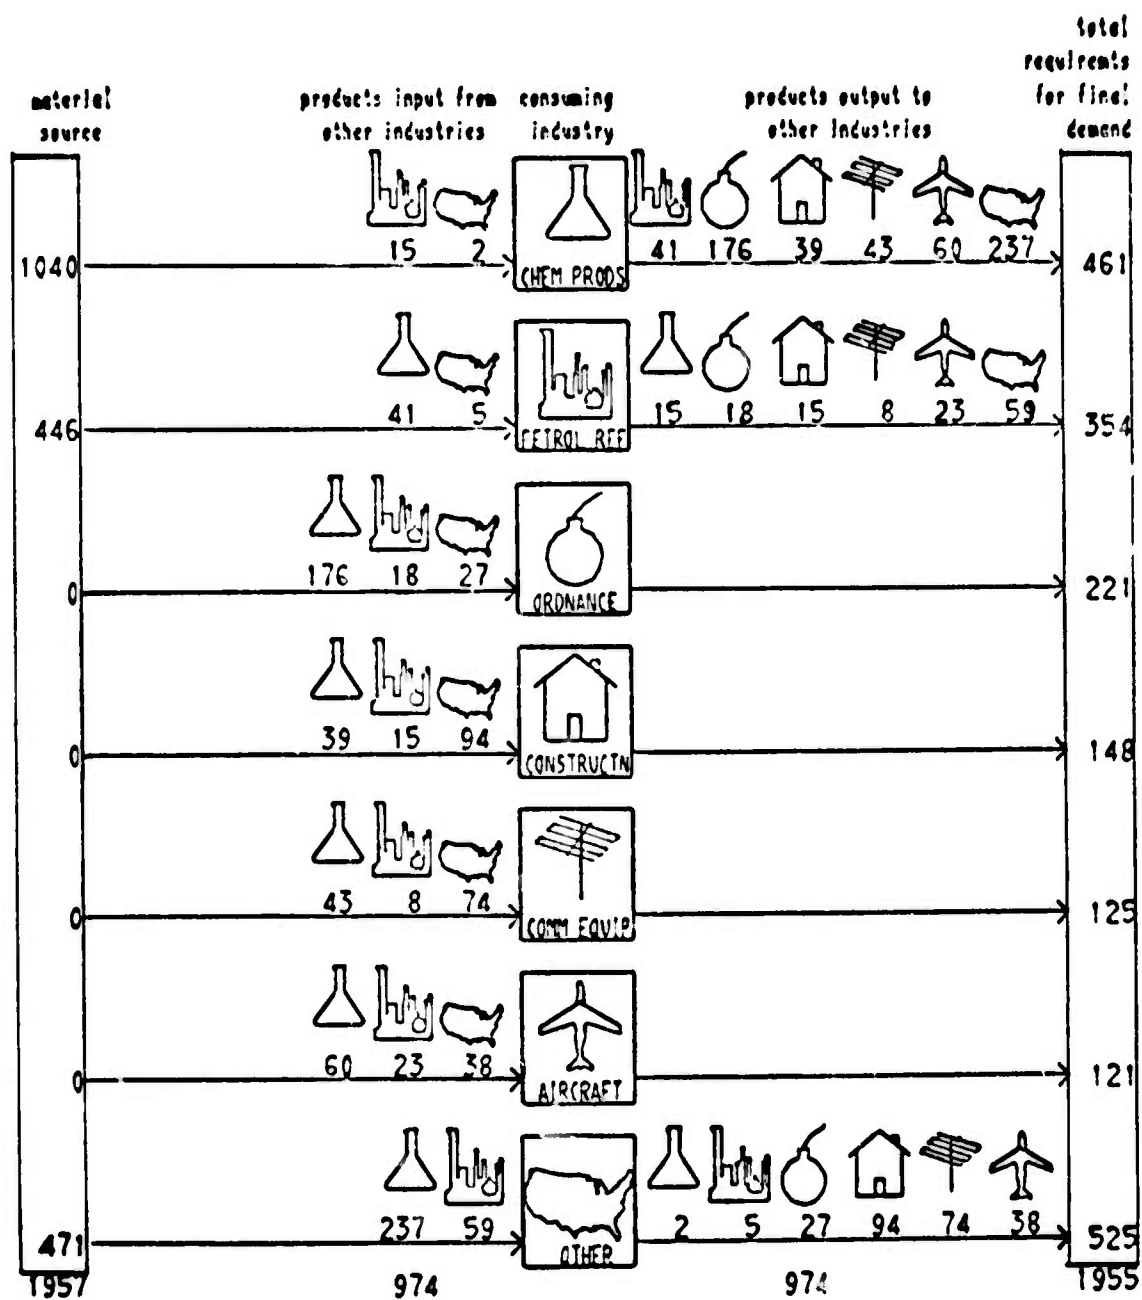 total
requiremts
material products input from consuming products output to for final
source other industries industry other industries demand
15 2 41 176 39 43 60 237
1040 CHEM PRODS 461
41 5 15 18 15 8 23 59
446 PETROL REF 354
176 18 27
0 ORDNANCE 221
39 15 94
0 CONSTRUCTN 148
43 8 74
0 COMM EQUIP 125
60 23 38
0 AIRCRAFT 121
237 59 2 5 27 94 74 38
471 OTHER 525
1957 974 974 1955